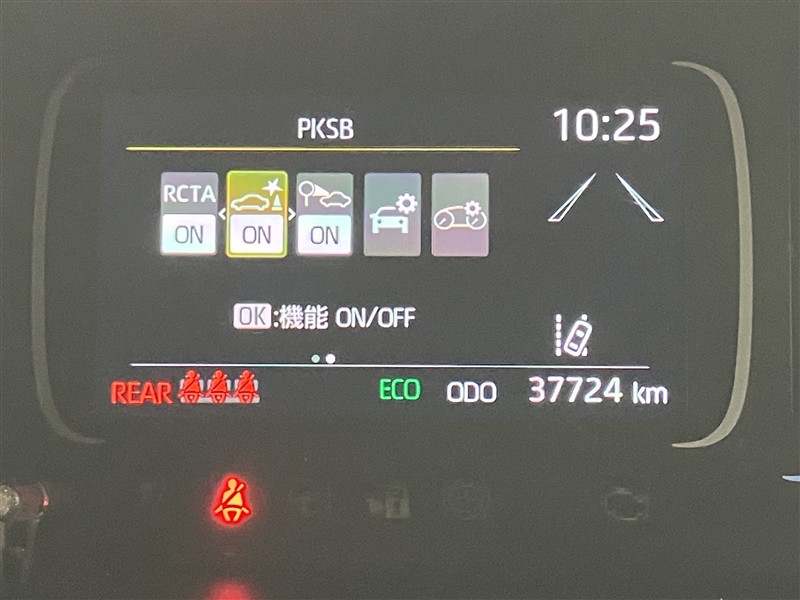 PKSB
10:25
RCTA
ON
ON
ON
OK:機能 ON/OFF
REAR
ECO
ODO 37724 km